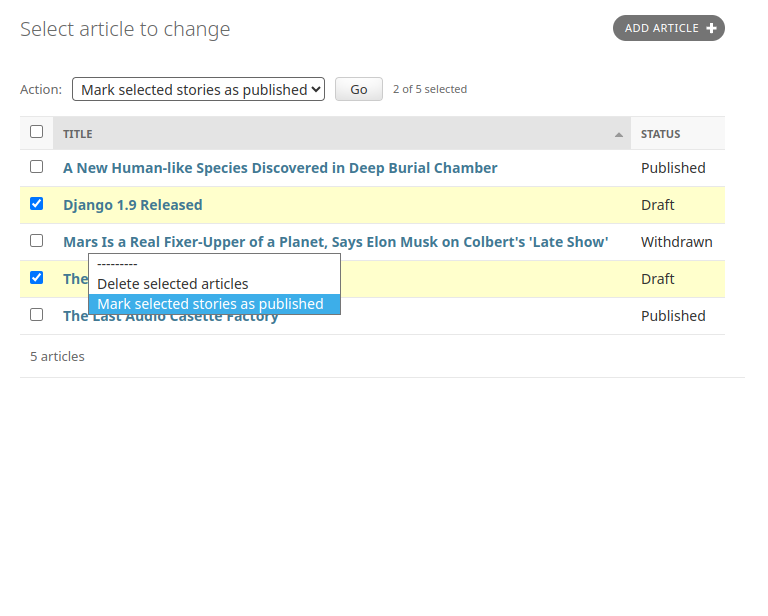 Select article to change
ADD ARTICLE
Action: Mark selected stories as published Go 2 of 5 selected
TITLE STATUS
A New Human-like Species Discovered in Deep Burial Chamber Published
Django 1.9 Released Draft
Mars Is a Real Fixer-Upper of a Planet, Says Elon Musk on Colbert's 'Late Show' Withdrawn
---------
The Draft
Delete selected articles
Mark selected stories as published
The Last Audio Casette Factory Published
5 articles